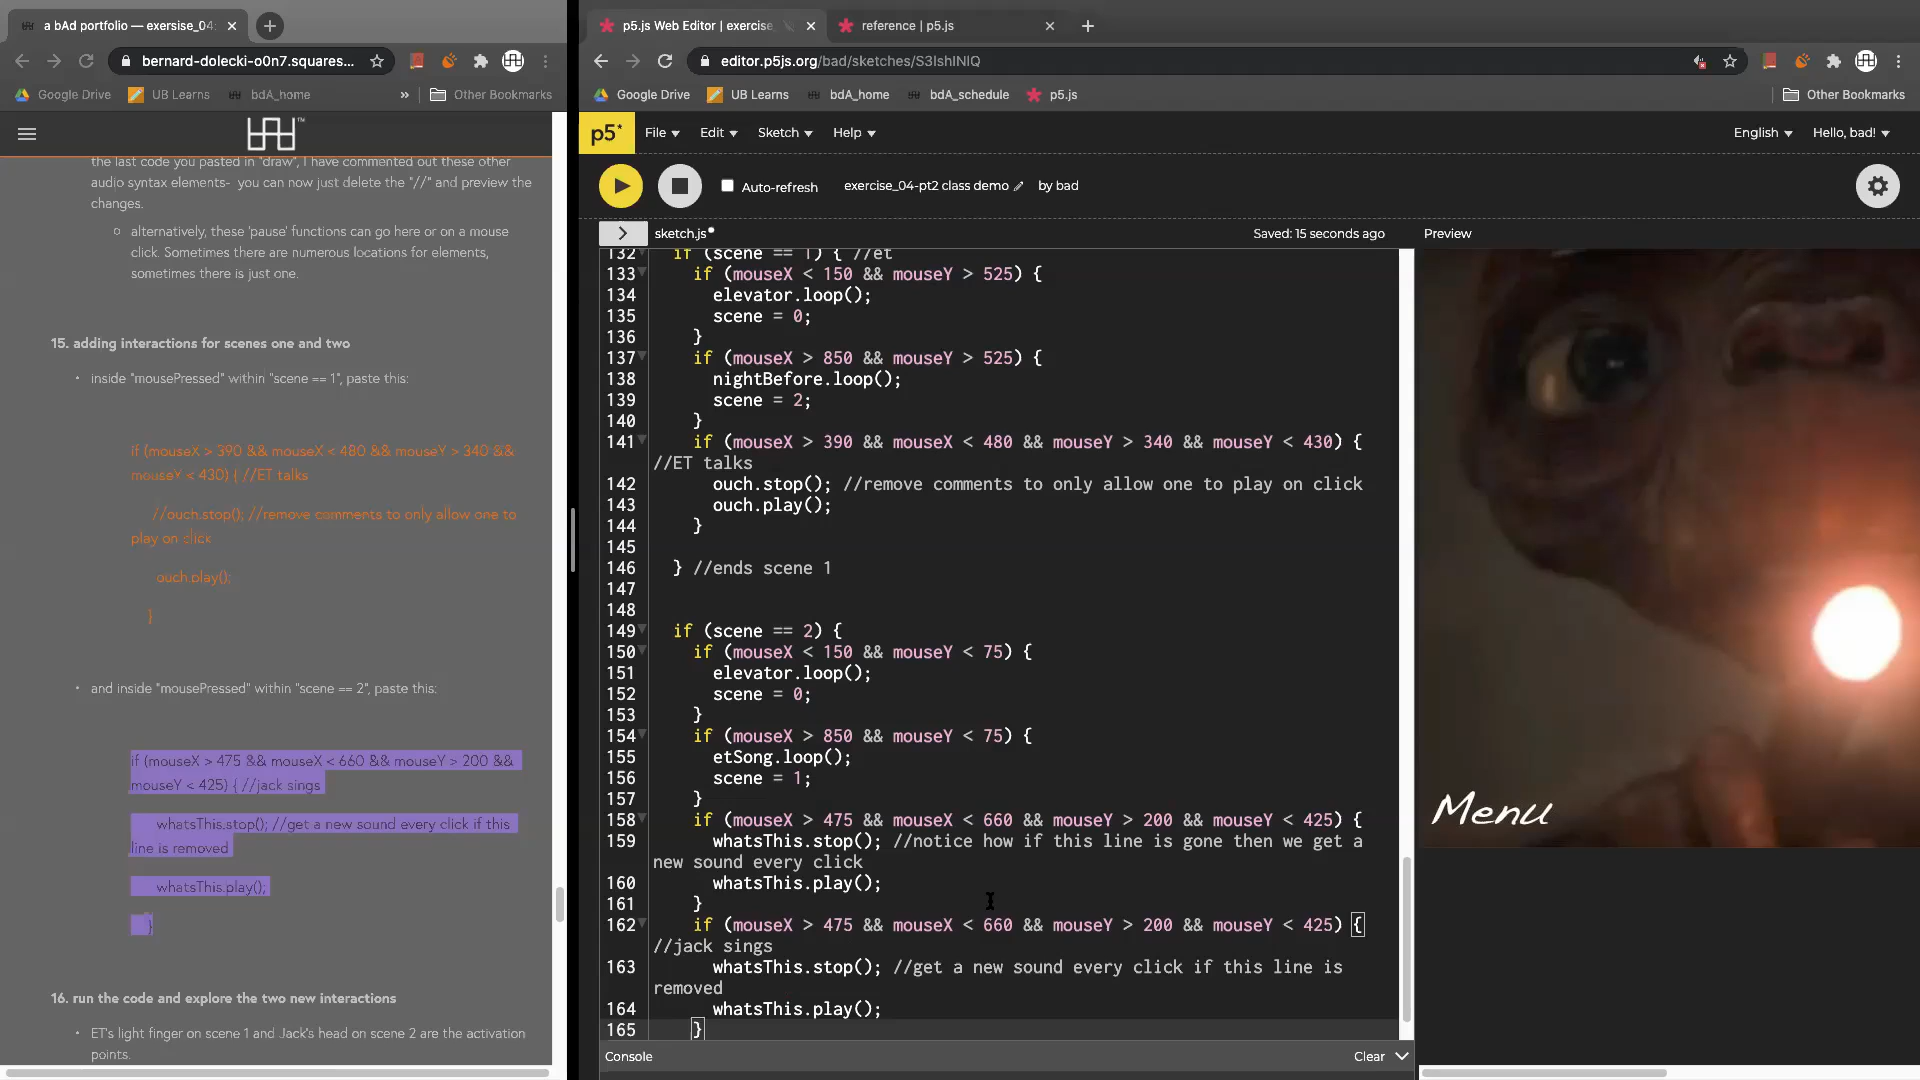 a bAd portfolio — exersise_04:
p5.js Web Editor | exercise
reference | p5.js
bernard-dolecki-o0n7.squares...
editor.p5js.org/bad/sketches/S3IshINIQ
Google Drive
UB Learns
bdA_home
»
Other Bookmarks
Google Drive
UB Learns
bdA_home
bdA_schedule
p5.js
Other Bookmarks
p5*
File
Edit
Sketch
Help
English
Hello, bad!
Auto-refresh
exercise_04-pt2 class demo
by bad
sketch.js
Saved: 15 seconds ago
Preview
the last code you pasted in "draw", I have commented out these other
audio syntax elements- you can now just delete the "//" and preview the
changes.
alternatively, these 'pause' functions can go here or on a mouse
click. Sometimes there are numerous locations for elements,
sometimes there is just one.
15. adding interactions for scenes one and two
inside "mousePressed" within "scene == 1", paste this:
if (mouseX > 390 && mouseX < 480 && mouseY > 340 &&
mouseY < 430) { //ET talks
//ouch.stop(); //remove comments to only allow one to
play on click
ouch.play();
}
and inside "mousePressed" within "scene == 2", paste this:
if (mouseX > 475 && mouseX < 660 && mouseY > 200 &&
mouseY < 425) { //jack sings
whatsThis.stop(); //get a new sound every click if this
line is removed
whatsThis.play();
}
16. run the code and explore the two new interactions
ET's light finger on scene 1 and Jack's head on scene 2 are the activation
points.
132 if (scene == 1) { //et
133 if (mouseX < 150 && mouseY > 525) {
134 elevator.loop();
135 scene = 0;
136 }
137 if (mouseX > 850 && mouseY > 525) {
138 nightBefore.loop();
139 scene = 2;
140 }
141 if (mouseX > 390 && mouseX < 480 && mouseY > 340 && mouseY < 430) {
//ET talks
142 ouch.stop(); //remove comments to only allow one to play on click
143 ouch.play();
144 }
145
146 } //ends scene 1
147
148
149 if (scene == 2) {
150 if (mouseX < 150 && mouseY < 75) {
151 elevator.loop();
152 scene = 0;
153 }
154 if (mouseX > 850 && mouseY < 75) {
155 etSong.loop();
156 scene = 1;
157 }
158 if (mouseX > 475 && mouseX < 660 && mouseY > 200 && mouseY < 425) {
159 whatsThis.stop(); //notice how if this line is gone then we get a
new sound every click
160 whatsThis.play();
161 }
162 if (mouseX > 475 && mouseX < 660 && mouseY > 200 && mouseY < 425) {
//jack sings
163 whatsThis.stop(); //get a new sound every click if this line is
removed
164 whatsThis.play();
165 }
Menu
Console
Clear